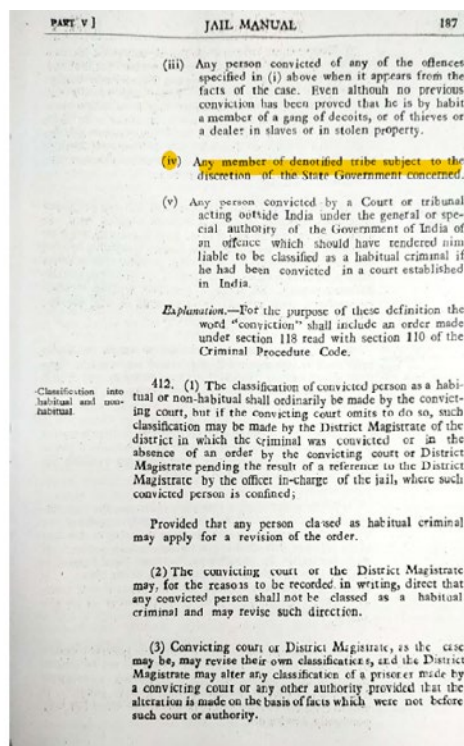 PART V ]
JAIL MANUAL
187
(iii) Any person convicted of any of the offences
specified in (i) above when it appears from the
facts of the case. Even althouh no previous
conviction has been proved that he is by habit
a member of a gang of decoits, or of thieves or
a dealer in slaves or in stolen property.
(iv) Any member of denotified tribe subject to the
discretion of the State Government concerned.
(v) Any person convicted by a Court or tribunal
acting outside India under the general or spe-
cial authority of the Government of India of
an offence which should have rendered him
liable to be classified as a habitual criminal if
he had been convicted in a court established
in India.
Explanation.—For the purpose of these definition the
word "conviction" shall include an order made
under section 118 read with section 110 of the
Criminal Procedure Code.
Classification into
habitual and non-
habitual.
412. (1) The classification of convicted person as a habi-
tual or non-habitual shall ordinarily be made by the convict-
ing court, but if the convicting court omits to do so, such
classification may be made by the District Magistrate of the
district in which the criminal was convicted or in the
absence of an order by the convicting court or District
Magistrate pending the result of a reference to the District
Magistrate by the officer in-charge of the jail, where such
convicted person is confined;
Provided that any person classed as habitual criminal
may apply for a revision of the order.
(2) The convicting court or the District Magistrate
may, for the reasons to be recorded in writing, direct that
any convicted person shall not be classed as a habitual
criminal and may revise such direction.
(3) Convicting court or District Magistrate, as the case
may be, may revise their own classifications, and the District
Magistrate may alter any classification of a prisoner made by
a convicting court or any other authority provided that the
alteration is made on the basis of facts which were not before
such court or authority.